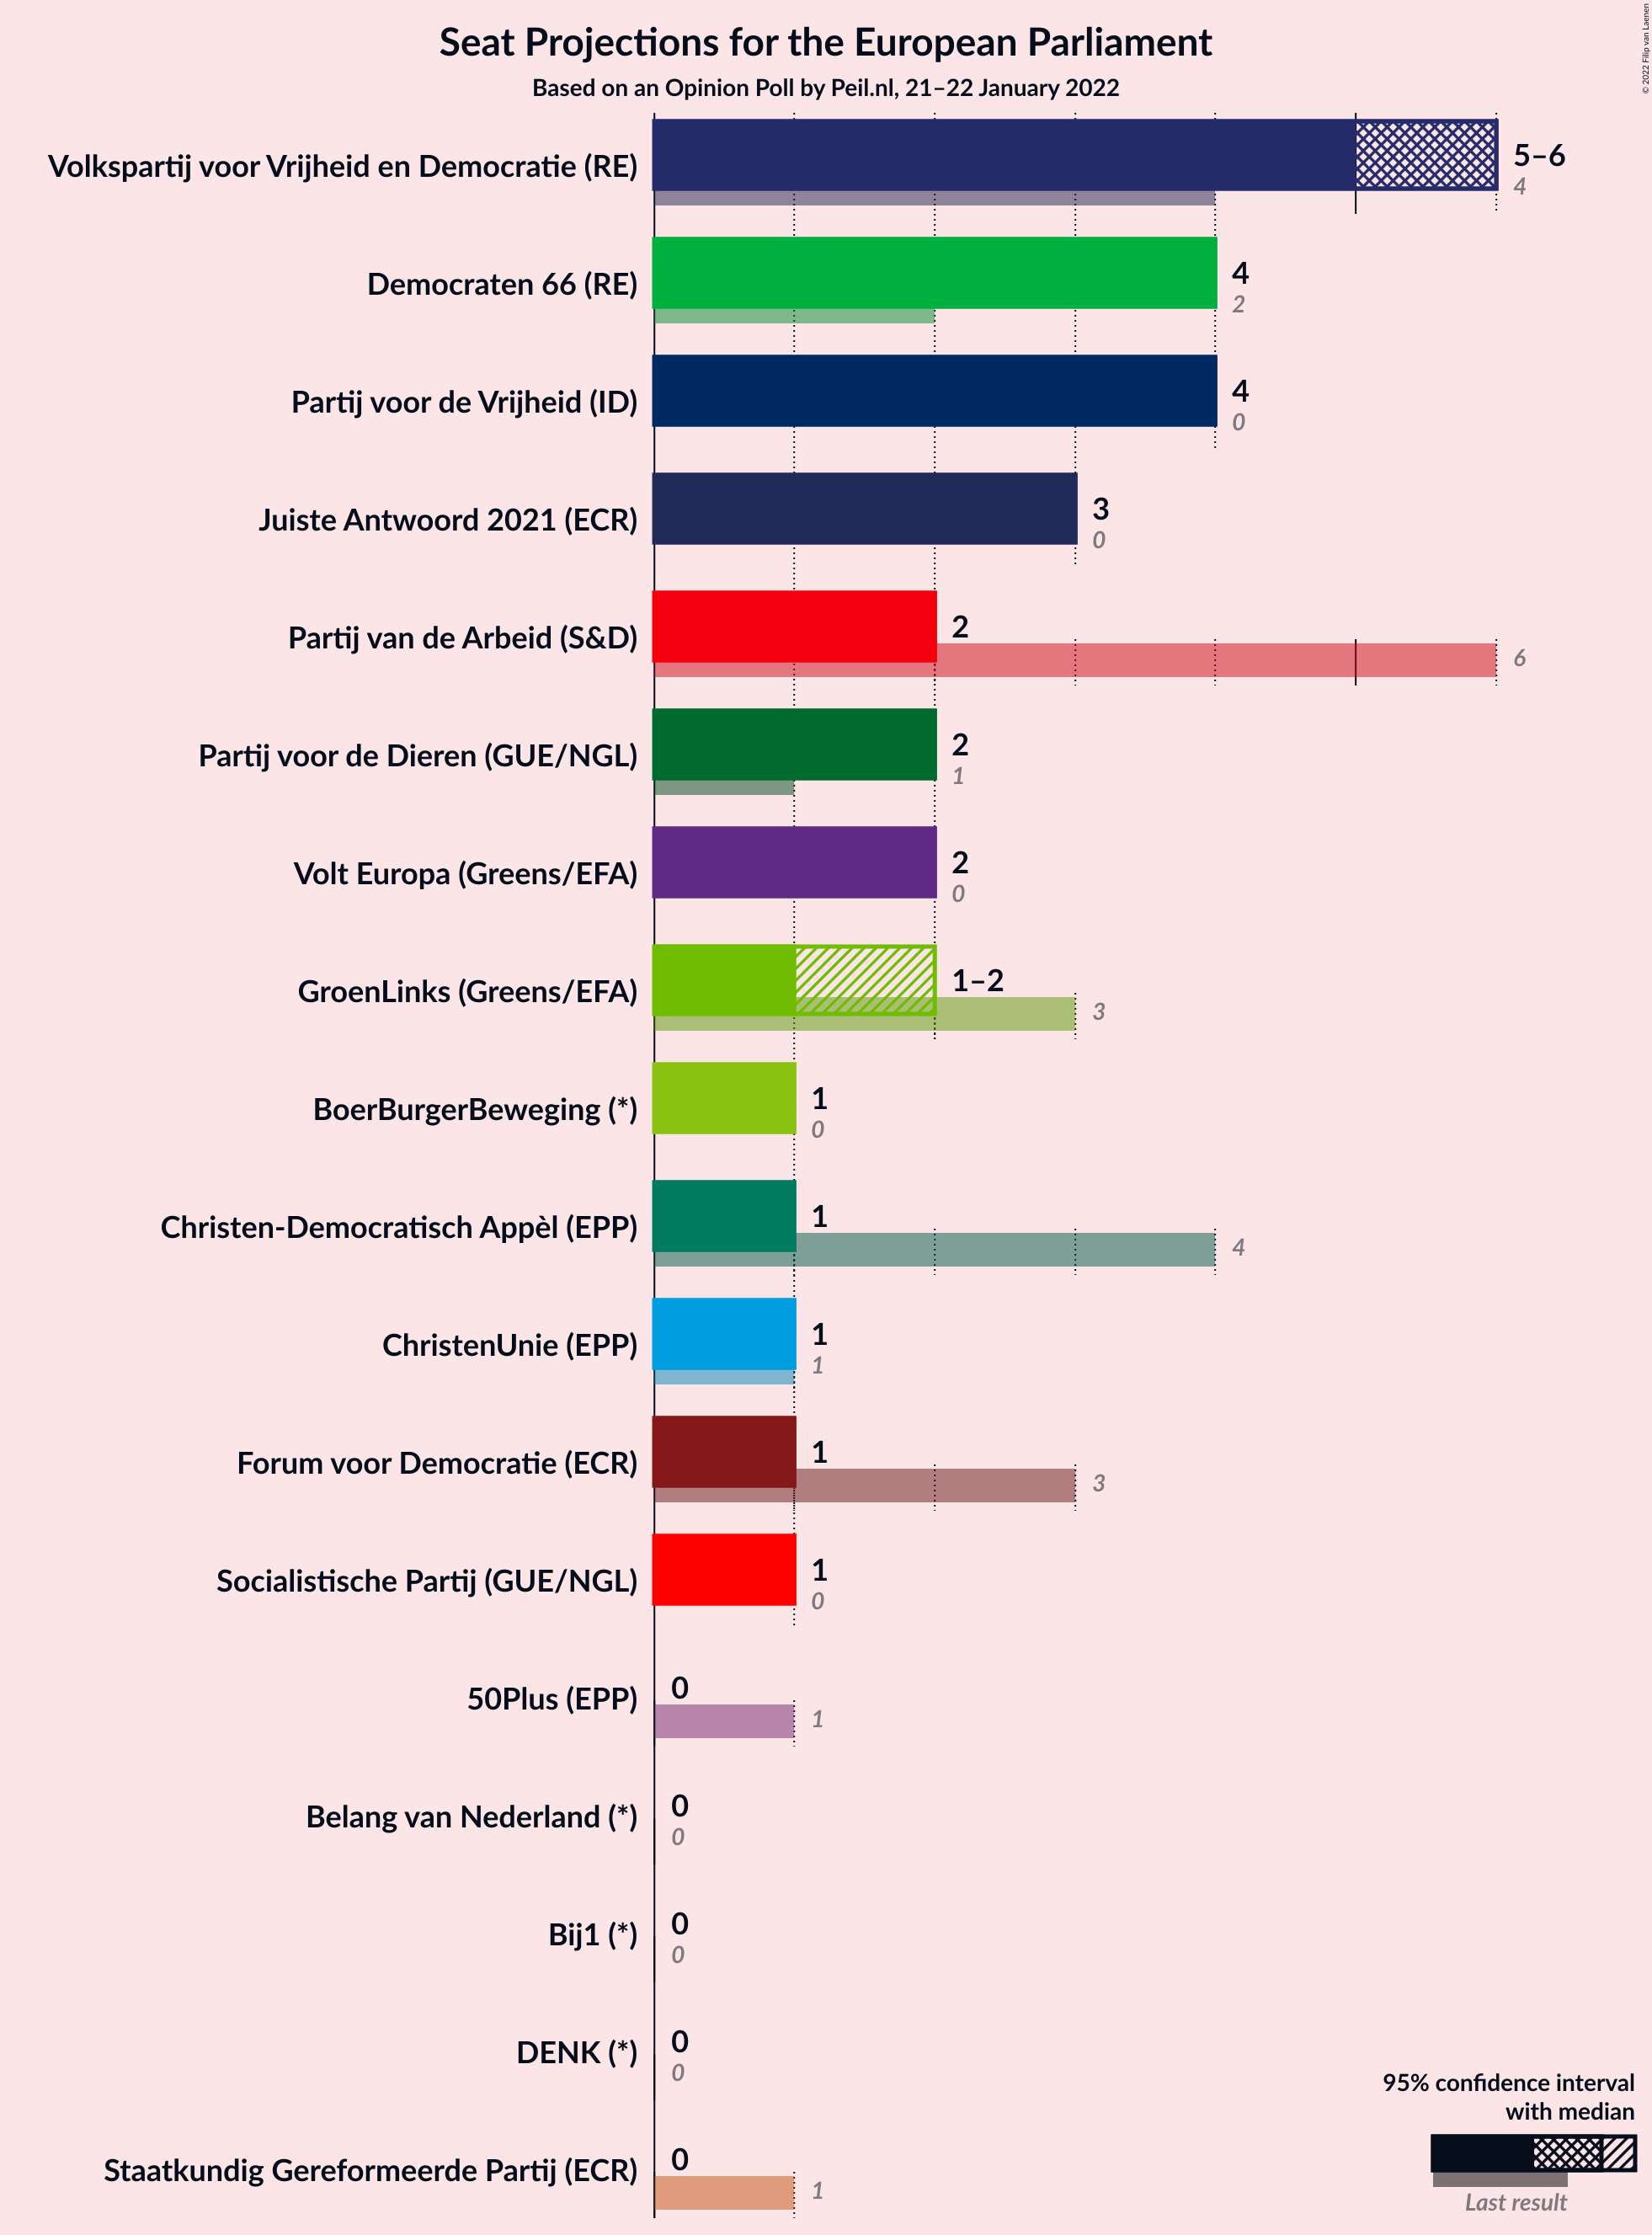 Seat Projections for the European Parliament
Based on an Opinion Poll by Peil.nl, 21–22 January 2022
© 2022 Filip van Laenen
Volkspartij voor Vrijheid en Democratie (RE)
5–6
4
Democraten 66 (RE)
4
2
Partij voor de Vrijheid (ID)
4
0
Juiste Antwoord 2021 (ECR)
3
0
Partij van de Arbeid (S&D)
2
6
Partij voor de Dieren (GUE/NGL)
2
1
Volt Europa (Greens/EFA)
2
0
GroenLinks (Greens/EFA)
1–2
3
BoerBurgerBeweging (*)
1
0
Christen-Democratisch Appèl (EPP)
1
4
ChristenUnie (EPP)
1
1
Forum voor Democratie (ECR)
1
3
Socialistische Partij (GUE/NGL)
1
0
50Plus (EPP)
0
1
Belang van Nederland (*)
0
0
Bij1 (*)
0
0
DENK (*)
0
0
Staatkundig Gereformeerde Partij (ECR)
0
1
95% confidence interval
with median
Last result